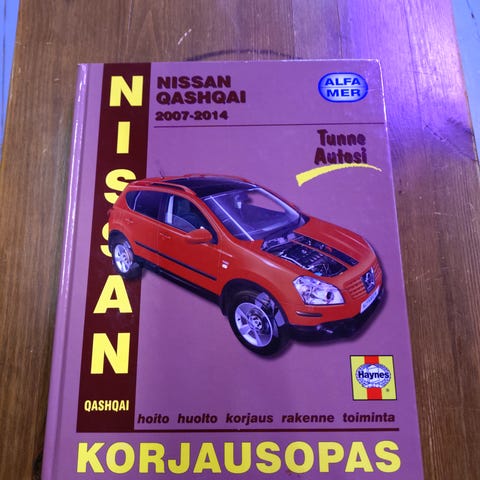 NISSAN
NISSAN
QASHQAI
2007-2014
ALFA
MER
Tunne
Autosi
QASHQAI
Haynes
hoito huolto korjaus rakenne toiminta
KORJAUSOPAS